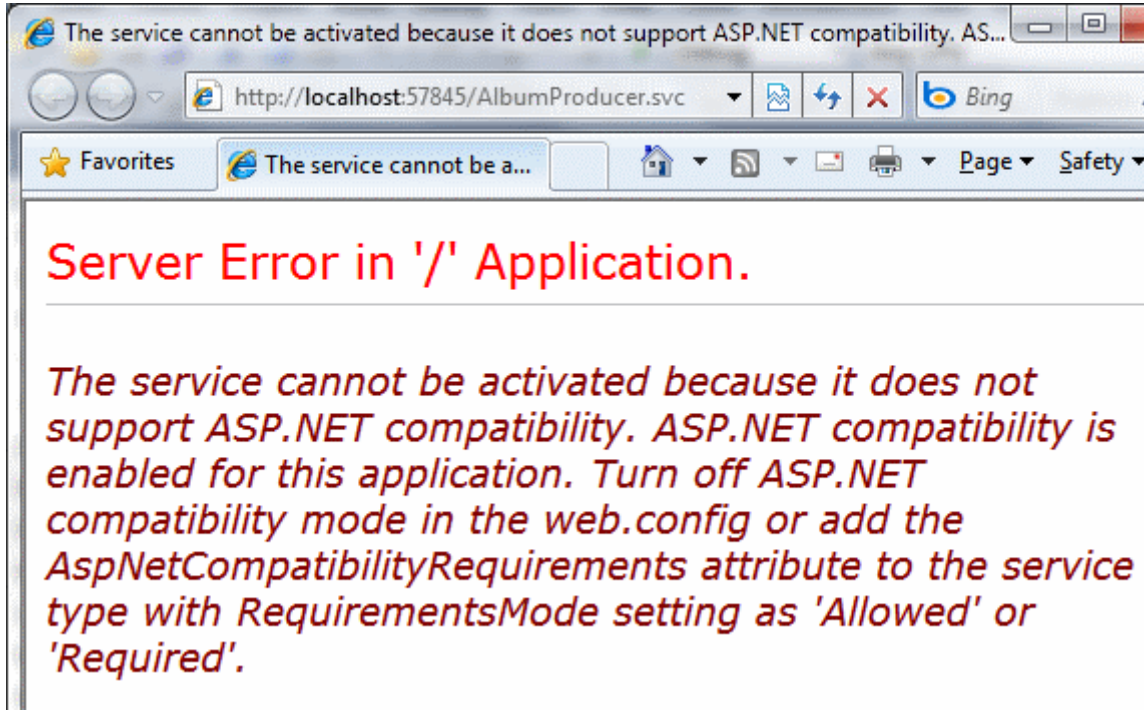 The service cannot be activated because it does not support ASP.NET compatibility. AS...
http://localhost:57845/AlbumProducer.svc
Bing
Favorites
The service cannot be a...
Page
Safety
Server Error in '/' Application.
The service cannot be activated because it does not
support ASP.NET compatibility. ASP.NET compatibility is
enabled for this application. Turn off ASP.NET
compatibility mode in the web.config or add the
AspNetCompatibilityRequirements attribute to the service
type with RequirementsMode setting as 'Allowed' or
'Required'.